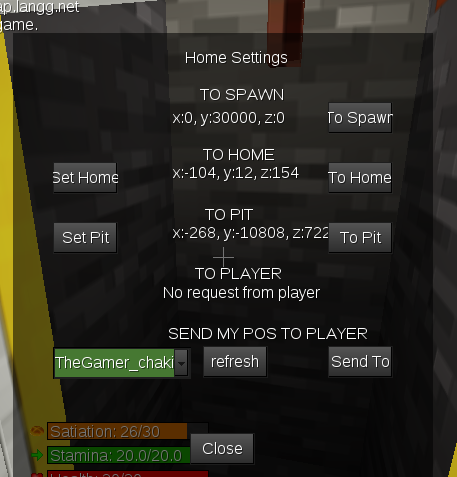 ap.langg.net
game.
Home Settings
TO SPAWN
x:0, y:30000, z:0
To Spawn
TO HOME
Set Home
x:-104, y:12, z:154
To Home
TO PIT
Set Pit
x:-268, y:-10808, z:722
To Pit
TO PLAYER
No request from player
SEND MY POS TO PLAYER
TheGamer_chaki
refresh
Send To
Satiation: 26/30
Stamina: 20.0/20.0
Close